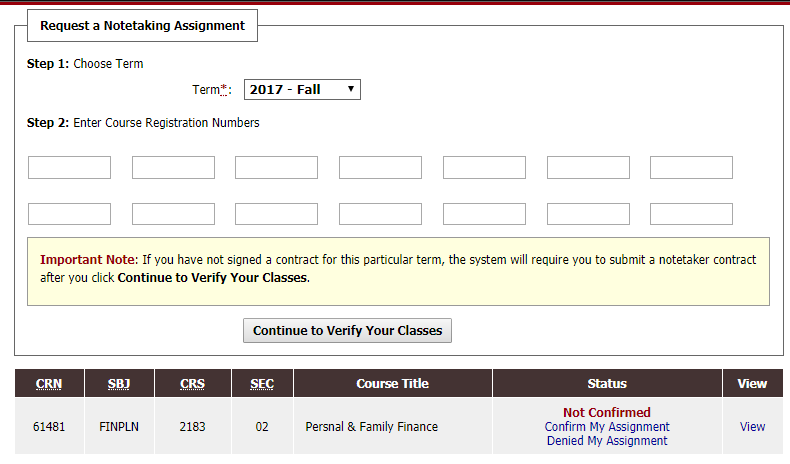 Request a Notetaking Assignment
Step 1: Choose Term
Term*: 2017 - Fall
Step 2: Enter Course Registration Numbers
Important Note: If you have not signed a contract for this particular term, the system will require you to submit a notetaker contract
after you click Continue to Verify Your Classes.
Continue to Verify Your Classes
CRN SBJ CRS SEC Course Title Status View
61481 FINPLN 2183 02 Persnal & Family Finance Not Confirmed View
Confirm My Assignment
Denied My Assignment